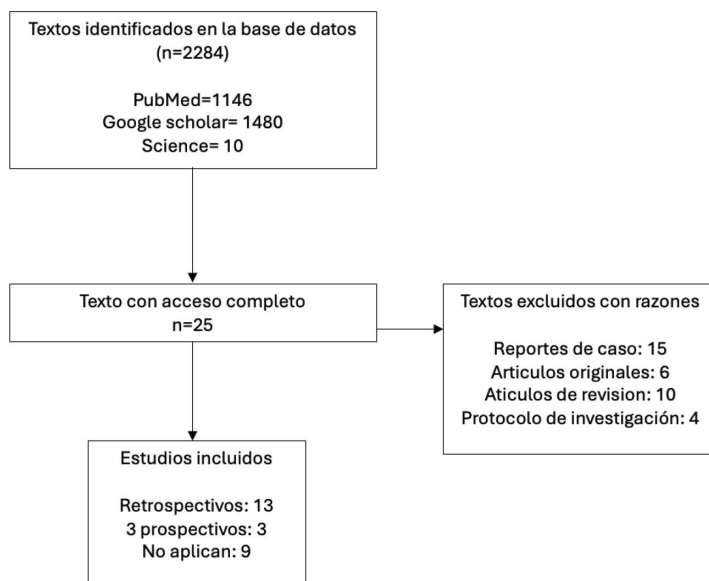 Textos identificados en la base de datos
(n=2284)
PubMed=1146
Google scholar= 1480
Science= 10
Texto con acceso completo
n=25
Textos excluidos con razones
Reportes de caso: 15
Articulos originales: 6
Aticulos de revision: 10
Protocolo de investigación: 4
Estudios incluidos
Retrospectivos: 13
3 prospectivos: 3
No aplican: 9